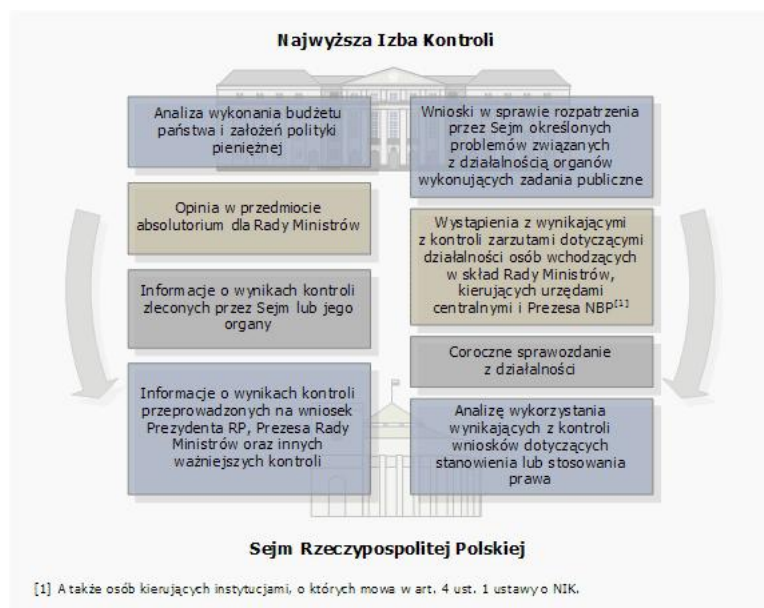 Najwyższa Izba Kontroli
Analiza wykonania budżetu
państwa i założeń polityki
pieniężnej
Opinia w przedmiocie
absolutorium dla Rady Ministrów
Informacje o wynikach kontroli
zleconych przez Sejm lub jego
organy
Informacje o wynikach kontroli
przeprowadzonych na wniosek
Prezydenta RP, Prezesa Rady
Ministrów oraz innych
ważniejszych kontroli
Wnioski w sprawie rozpatrzenia
przez Sejm określonych
problemów związanych
z działalnością organów
wykonujących zadania publiczne
Wystąpienia z wynikającymi
z kontroli zarzutami dotyczącymi
działalności osób wchodzących
w skład Rady Ministrów,
kierujących urzędami
centralnymi i Prezesa NBP[1]
Coroczne sprawozdanie
z działalności
Analizę wykorzystania
wynikających z kontroli
wniosków dotyczących
stanowienia lub stosowania
prawa
Sejm Rzeczypospolitej Polskiej
[1] A także osób kierujących instytucjami, o których mowa w art. 4 ust. 1 ustawy o NIK.